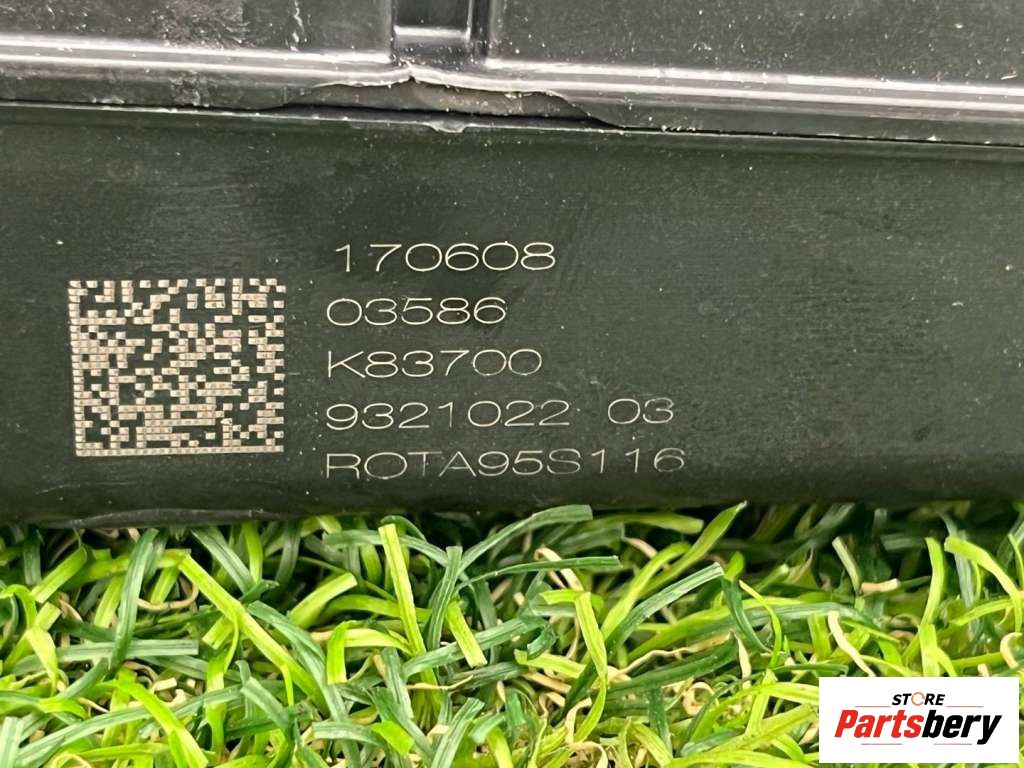 170608
03586
K83700
9321022 03
ROTA95S116
STORE
Partsbery